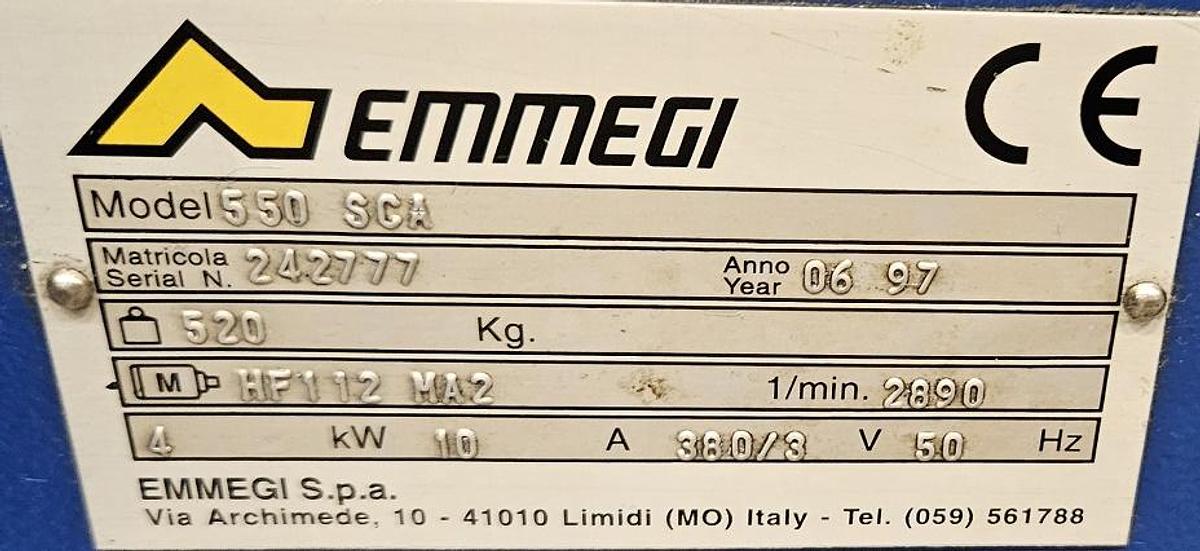 EMMEGI CE
Model 550 SCA
Matricola
Serial N. 242777
Anno
Year 06 97
520 Kg.
M HF112 MA2 1/min. 2890
4 kW 10 A 380/3 V 50 Hz
EMMEGI S.p.a.
Via Archimede, 10 - 41010 Limidi (MO) Italy - Tel. (059) 561788